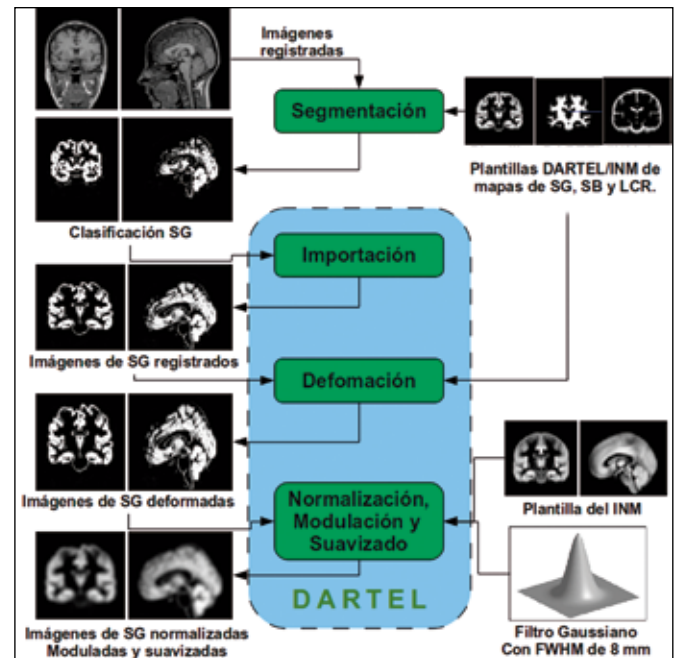 Imágenes
registradas
Segmentación
Plantillas DARTEL/INM de
mapas de SG, SB y LCR.
Clasificación SG
Importación
Imágenes de SG registrados
Defomación
Imágenes de SG deformadas
Normalización,
Modulación y
Suavizado
Plantilla del INM
DARTEL
Imágenes de SG normalizadas
Moduladas y suavizadas
Filtro Gaussiano
Con FWHM de 8 mm